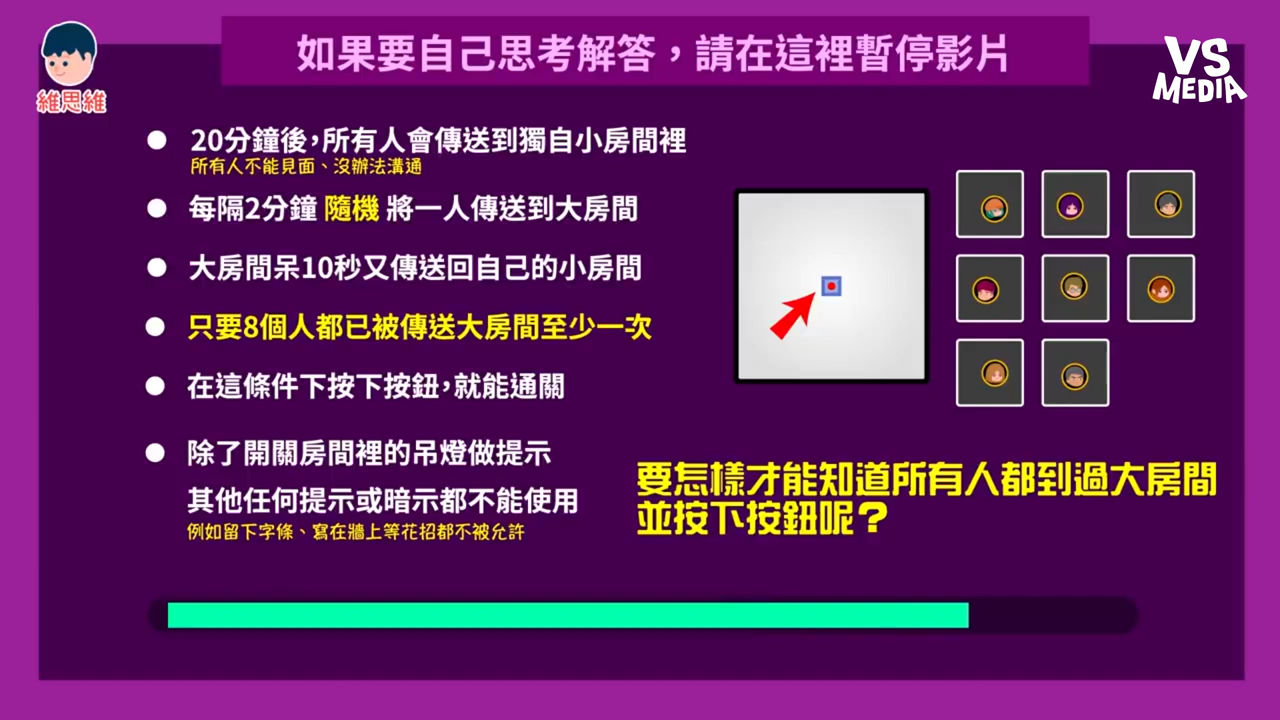 如果要自己思考解答，請在這裡暫停影片
維思維
VS MEDIA
20分鐘後，所有人會傳送到獨自小房間裡
所有人不能見面、沒辦法溝通
每隔2分鐘 隨機 將一人傳送到大房間
大房間呆10秒又傳送回自己的小房間
只要8個人都已被傳送大房間至少一次
在這條件下按下按鈕，就能通關
除了開關房間裡的吊燈做提示
其他任何提示或暗示都不能使用
例如留下字條、寫在牆上等花招都不被允許
要怎樣才能知道所有人都到過大房間
並按下按鈕呢？